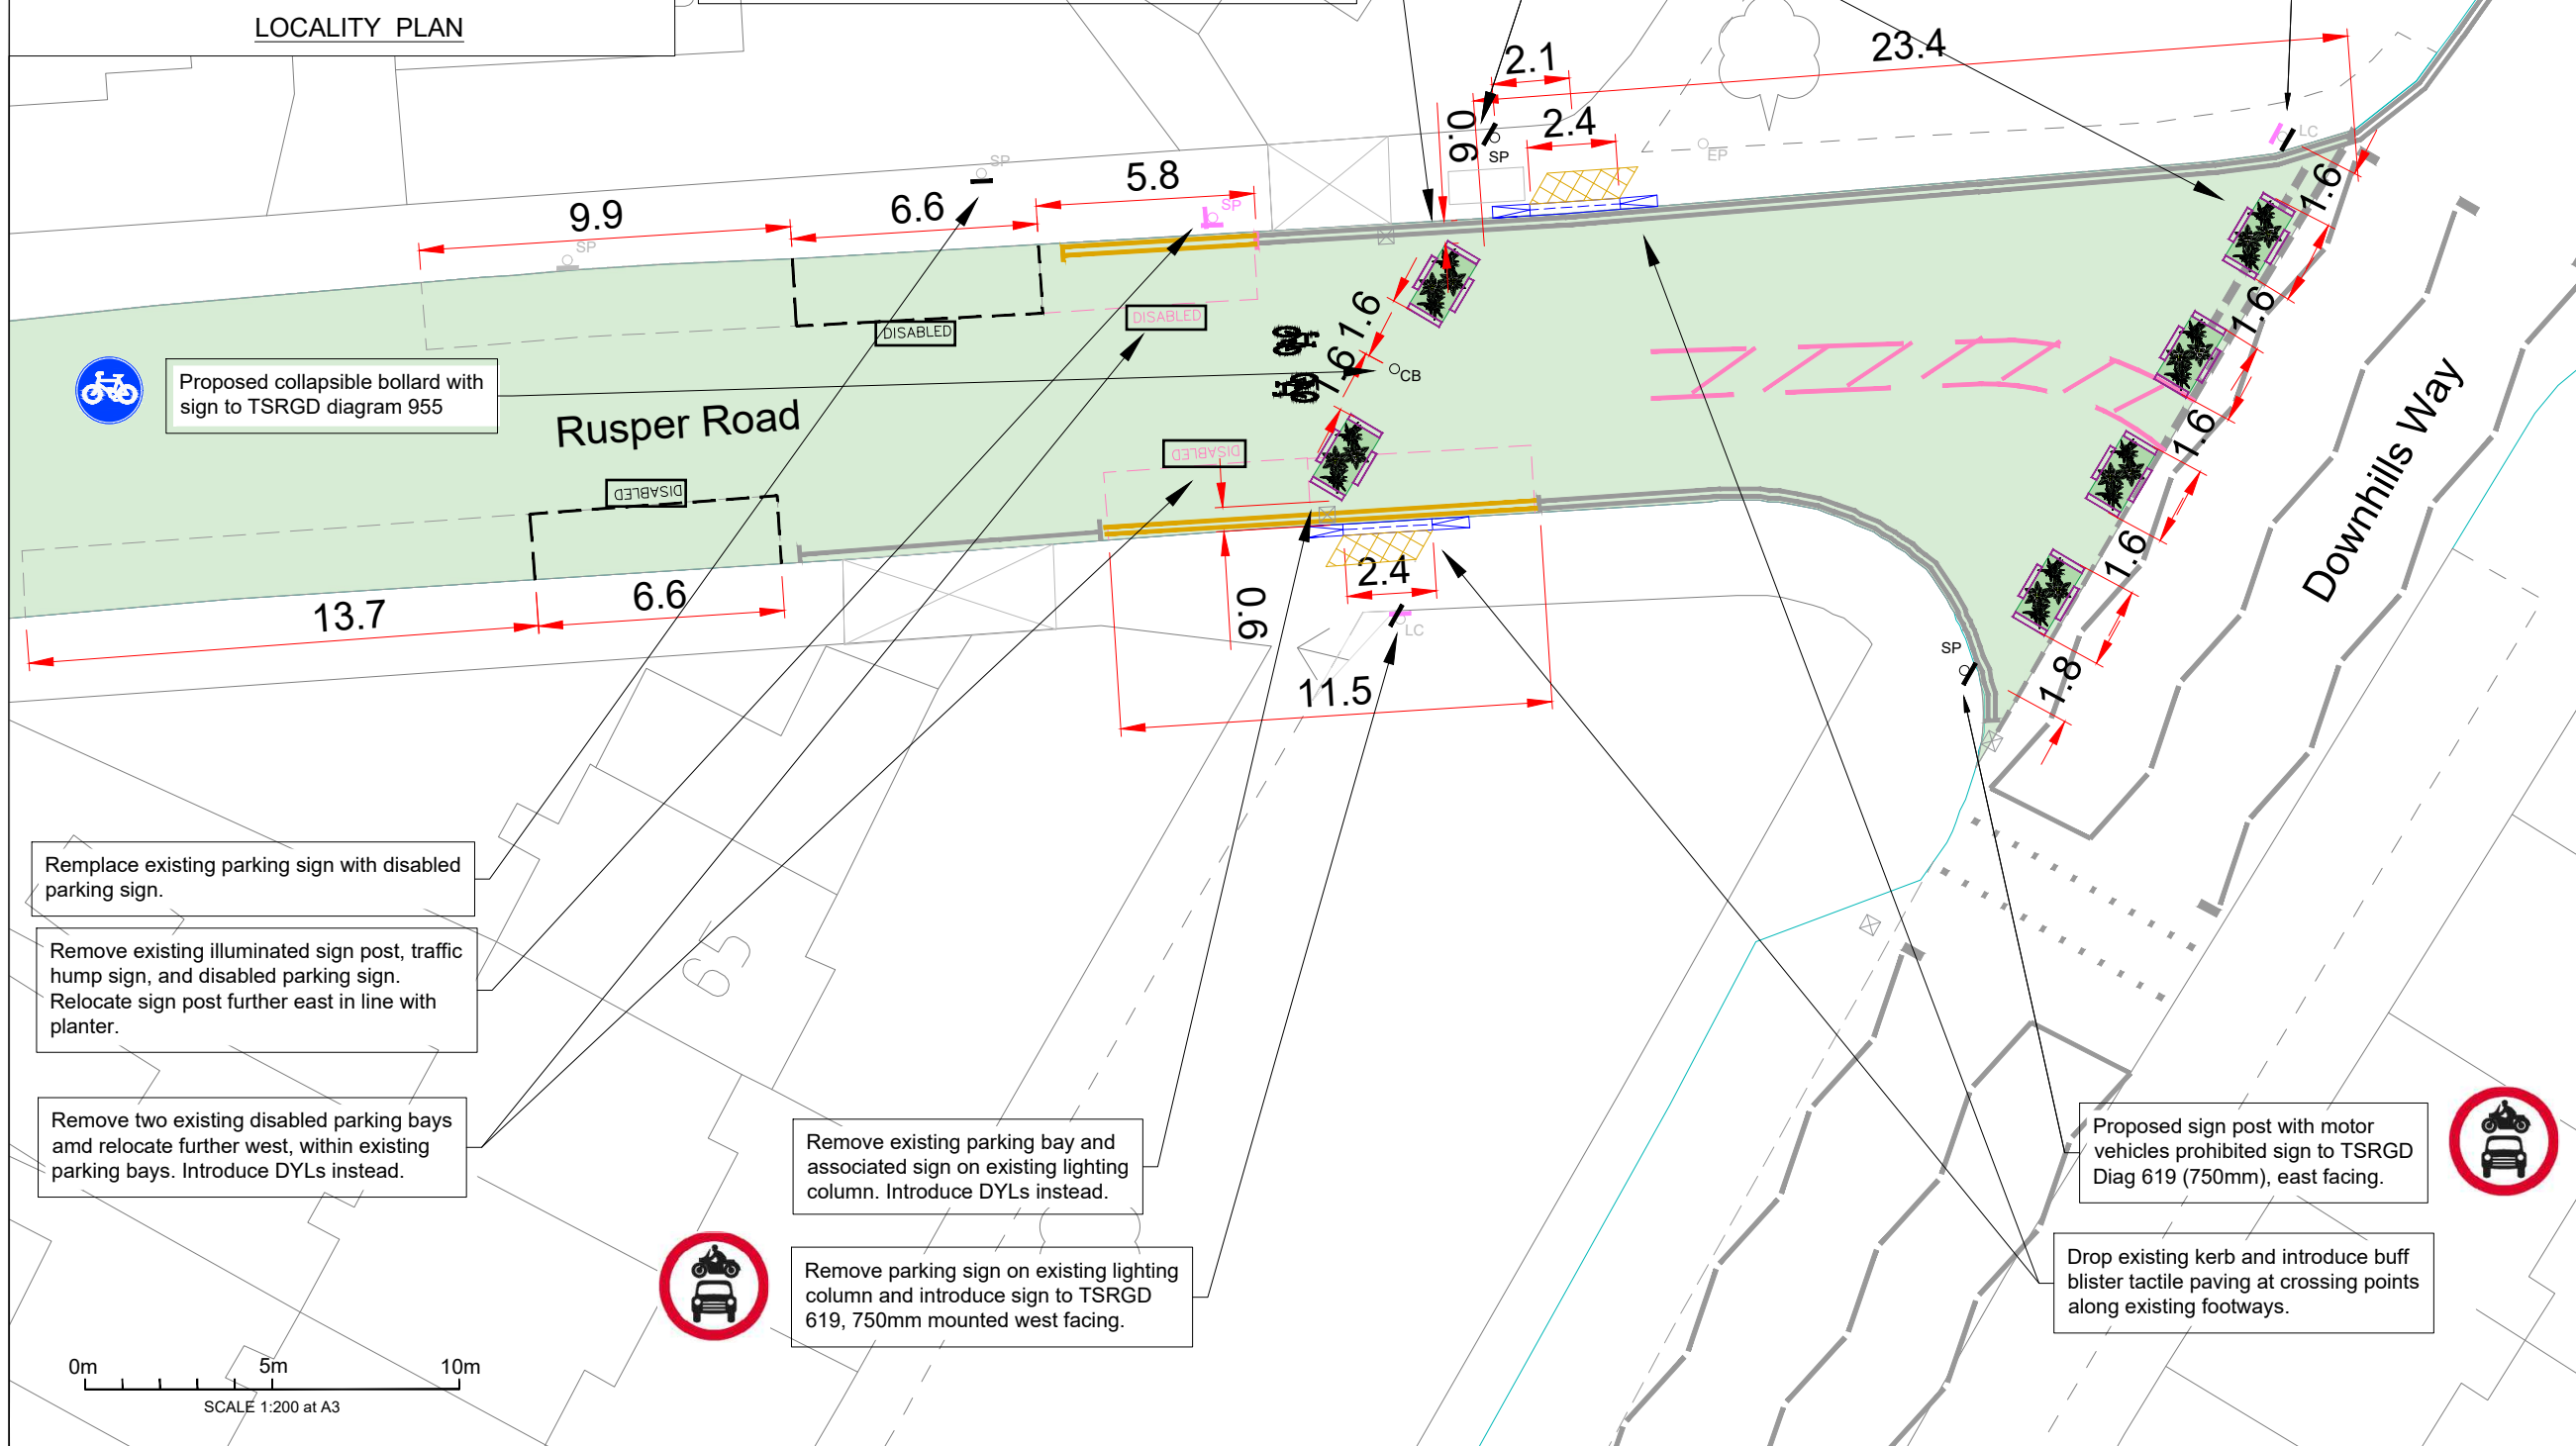 LOCALITY PLAN
2.1
23.4
0.6
2.4
SP
EP
LC
SP
5.8
SP
6.6
9.9
SP
1.6
DISABLED
DISABLED
1.6
1.6
1.6
CB
Proposed collapsible bollard with
sign to TSRGD diagram 955
Rusper Road
DISABLED
DISABLED
1.6
1.6
Downhills Way
13.7
6.6
0.6
2.4
LC
11.5
SP
1.8
Remplace existing parking sign with disabled
parking sign.
Remove existing illuminated sign post, traffic
hump sign, and disabled parking sign.
Relocate sign post further east in line with
planter.
65
Remove two existing disabled parking bays
amd relocate further west, within existing
parking bays. Introduce DYLs instead.
Remove existing parking bay and
associated sign on existing lighting
column. Introduce DYLs instead.
Proposed sign post with motor
vehicles prohibited sign to TSRGD
Diag 619 (750mm), east facing.
Remove parking sign on existing lighting
column and introduce sign to TSRGD
619, 750mm mounted west facing.
Drop existing kerb and introduce buff
blister tactile paving at crossing points
along existing footways.
0m 5m 10m
SCALE 1:200 at A3